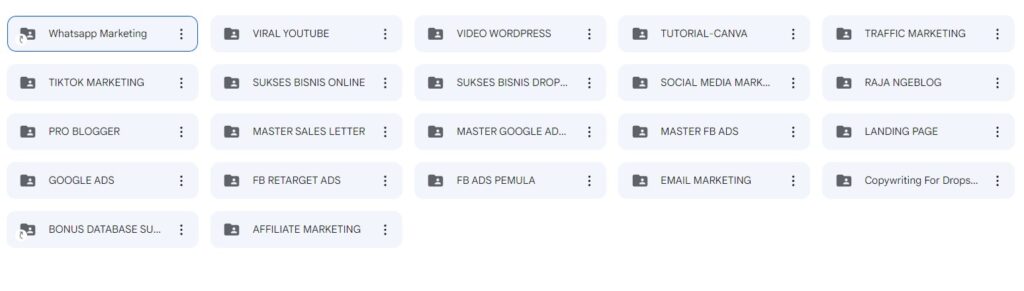 Whatsapp Marketing
VIRAL YOUTUBE
VIDEO WORDPRESS
TUTORIAL-CANVA
TRAFFIC MARKETING
TIKTOK MARKETING
SUKSES BISNIS ONLINE
SUKSES BISNIS DROP...
SOCIAL MEDIA MARK...
RAJA NGEBLOG
PRO BLOGGER
MASTER SALES LETTER
MASTER GOOGLE AD...
MASTER FB ADS
LANDING PAGE
GOOGLE ADS
FB RETARGET ADS
FB ADS PEMULA
EMAIL MARKETING
Copywriting For Drops...
BONUS DATABASE SU...
AFFILIATE MARKETING